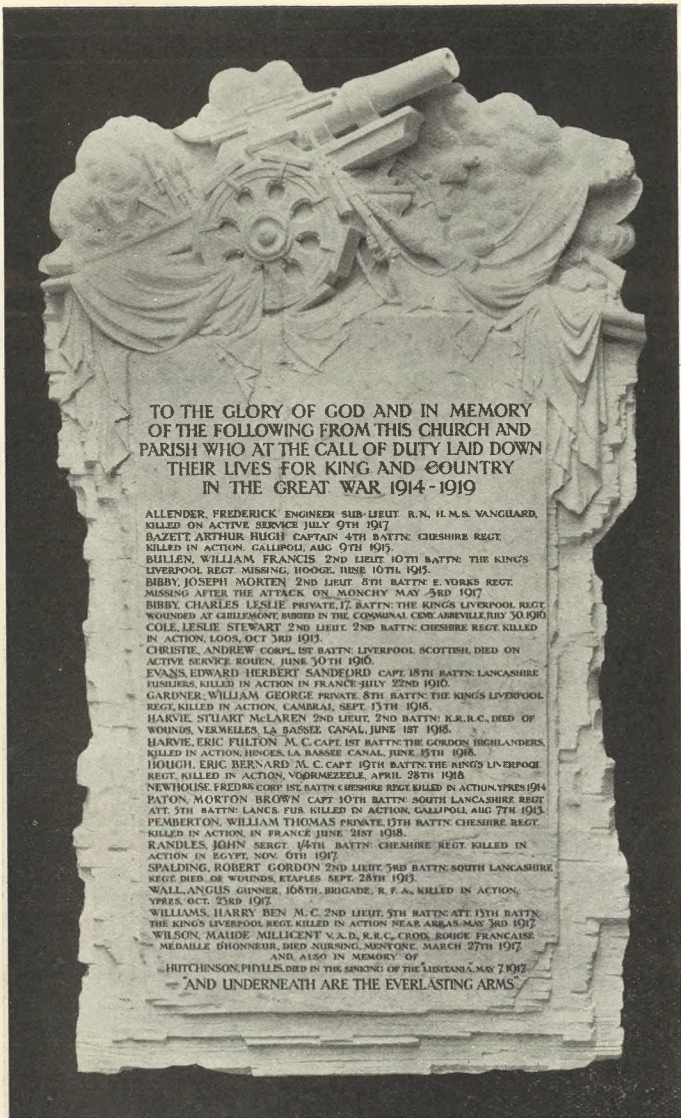 TO THE GLORY OF GOD AND IN MEMORY
OF THE FOLLOWING FROM THIS CHURCH AND
PARISH WHO AT THE CALL OF DUTY LAID DOWN
THEIR LIVES FOR KING AND COUNTRY
IN THE GREAT WAR 1914-1919
ALLENDER, FREDERICK ENGINEER SUB-LIEUT. R.N., H.M.S. VANGUARD,
KILLED ON ACTIVE SERVICE JULY 9TH 1917
BAZETT, ARTHUR HUGH CAPTAIN 4TH BATTN: CHESHIRE REGT.
KILLED IN ACTION, GALLIPOLI, AUG 9TH 1915.
BULLEN, WILLIAM FRANCIS 2ND LIEUT 10TH BATTN: THE KING'S
LIVERPOOL REGT. MISSING, HOOGE, JUNE 16TH, 1915.
BIBBY, JOSEPH MORTEN 2ND LIEUT 8TH BATTN: E. YORKS REGT.
MISSING AFTER THE ATTACK ON MONCHY MAY 3RD 1917
BIBBY, CHARLES LESLIE PRIVATE, 17. BATTN: THE KING'S LIVERPOOL REGT.
WOUNDED AT GUILLEMONT, BURIED IN THE COMMUNAL CEMY. ABBEVILLE, JULY 30. 1916.
COLE, LESLIE STEWART 2ND LIEUT. 2ND BATTN: CHESHIRE REGT. KILLED
IN ACTION, LOOS, OCT 3RD 1915.
CHRISTIE, ANDREW CORPL. 1ST BATTN: LIVERPOOL SCOTTISH, DIED ON
ACTIVE SERVICE ROUEN, JUNE 30TH 1916.
EVANS, EDWARD HERBERT SANDFORD CAPT. 18TH BATTN: LANCASHIRE
FUSILIERS, KILLED IN ACTION IN FRANCE JULY 22ND 1916.
GARDNER, WILLIAM GEORGE PRIVATE, 8TH BATTN: THE KING'S LIVERPOOL
REGT, KILLED IN ACTION, CAMBRAI, SEPT. 13TH 1918.
HARVIE, STUART McLAREN 2ND LIEUT, 2ND BATTN: K.R.R.C., DIED OF
WOUNDS, VERMELLES, LA BASSEE CANAL, JUNE 1ST 1918.
HARVIE, ERIC FULTON M.C. CAPT. 1ST BATTN: THE GORDON HIGHLANDERS,
KILLED IN ACTION, HINGES, LA BASSEE CANAL, JUNE 15TH 1918.
HOUGH, ERIC BERNARD M.C. CAPT. 19TH BATTN: THE KING'S LIVERPOOL
REGT. KILLED IN ACTION, VOORMEZEELE, APRIL 28TH 1918
NEWHOUSE, FREDRK CORP 1ST. BATTN: CHESHIRE REGT. KILLED IN ACTION. YPRES 1914
PATON, MORTON BROWN CAPT 10TH BATTN: SOUTH LANCASHIRE REGT
ATT. 5TH BATTN: LANCS. FUS. KILLED IN ACTION, GALLIPOLI, AUG 7TH 1915.
PEMBERTON, WILLIAM THOMAS PRIVATE, 15TH BATTN: CHESHIRE REGT.
KILLED IN ACTION, IN FRANCE JUNE 21ST 1918.
RANDLES, JOHN SERGT. 1/4TH BATTN: CHESHIRE REGT. KILLED IN
ACTION IN EGYPT, NOV. 6TH 1917.
SPALDING, ROBERT GORDON 2ND LIEUT. 3RD BATTN: SOUTH LANCASHIRE
REGT. DIED OF WOUNDS, ETAPLES SEPT. 28TH 1915.
WALL, ANGUS GUNNER, 168TH. BRIGADE, R.F.A., KILLED IN ACTION,
YPRES. OCT. 23RD 1917.
WILLIAMS, HARRY BEN M.C. 2ND LIEUT. 5TH BATTN: ATT. 13TH BATTN.
THE KING'S LIVERPOOL REGT. KILLED IN ACTION NEAR ARRAS, MAY 3RD 1917.
WILSON, MAUDE MILLICENT V.A.D., R.R.C., CROIX ROUGE FRANCAISE
MEDAILLE D'HONNEUR, DIED NURSING, MENTONE, MARCH 27TH 1917
AND, ALSO IN MEMORY OF
HUTCHINSON, PHYLLIS, DIED IN THE SINKING OF THE "LUSITANIA" MAY 7 1917
"AND UNDERNEATH ARE THE EVERLASTING ARMS"